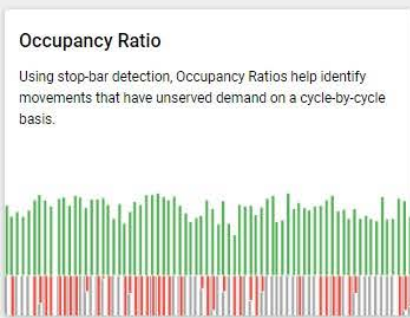 Occupancy Ratio
Using stop-bar detection, Occupancy Ratios help identify
movements that have unserved demand on a cycle-by-cycle
basis.